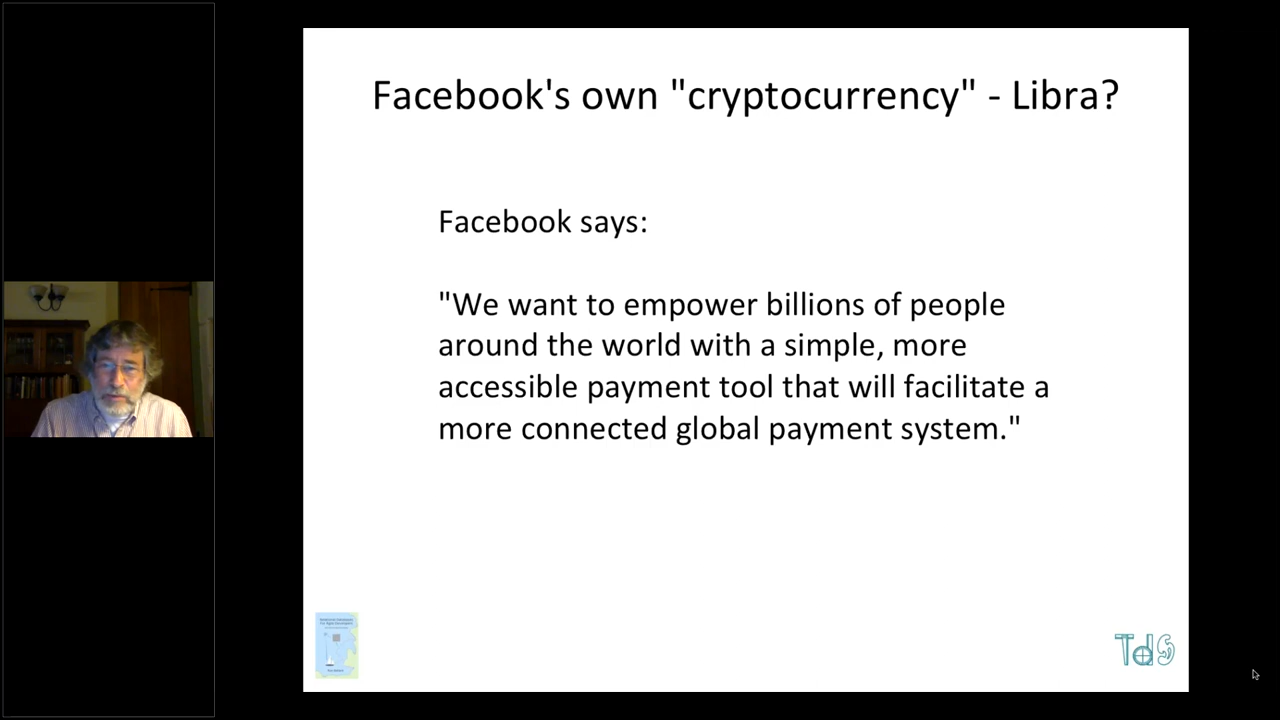 Facebook's own "cryptocurrency" - Libra?
Facebook says:
"We want to empower billions of people
around the world with a simple, more
accessible payment tool that will facilitate a
more connected global payment system."
TdS